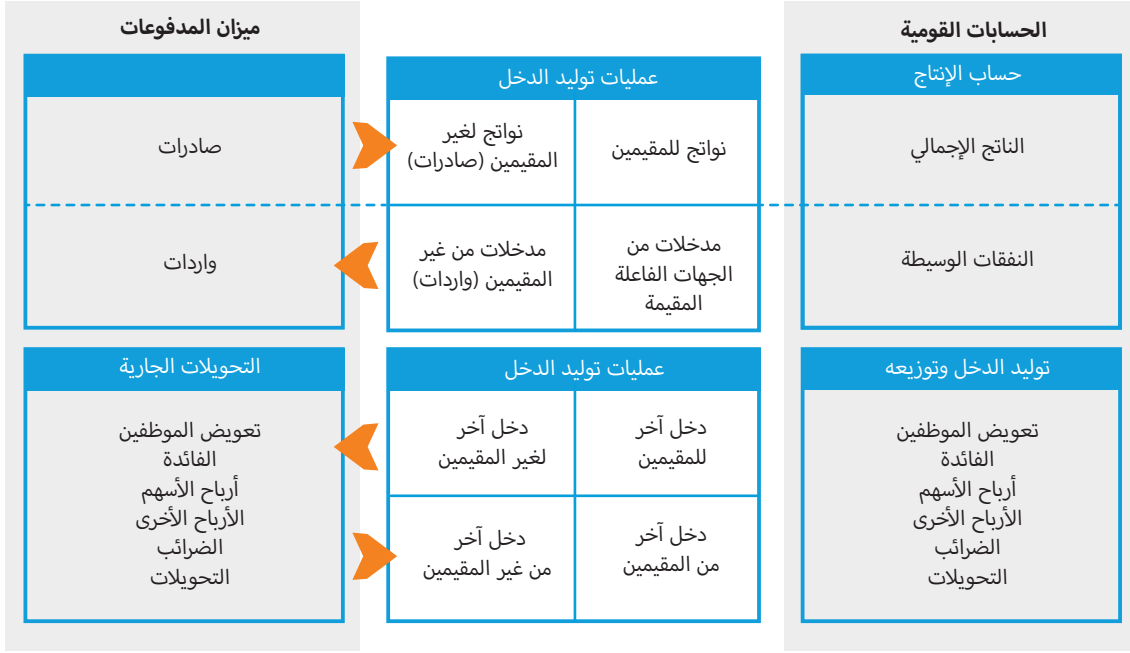 الحسابات القومية
حساب الإنتاج
الناتج الإجمالي
النفقات الوسيطة
توليد الدخل وتوزيعه
تعويض الموظفين
الفائدة
أرباح الأسهم
الأرباح الأخرى
الضرائب
التحويلات
عمليات توليد الدخل
نواتج للمقيمين
نواتج لغير
المقيمين (صادرات)
مدخلات من
الجهات الفاعلة
المقيمة
مدخلات من غير
المقيمين (واردات)
عمليات توليد الدخل
دخل آخر
للمقيمين
دخل آخر
لغير المقيمين
دخل آخر
من المقيمين
دخل آخر
من غير المقيمين
ميزان المدفوعات
صادرات
واردات
التحويلات الجارية
تعويض الموظفين
الفائدة
أرباح الأسهم
الأرباح الأخرى
الضرائب
التحويلات